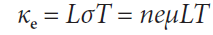 κₑ = LσT = neμLT